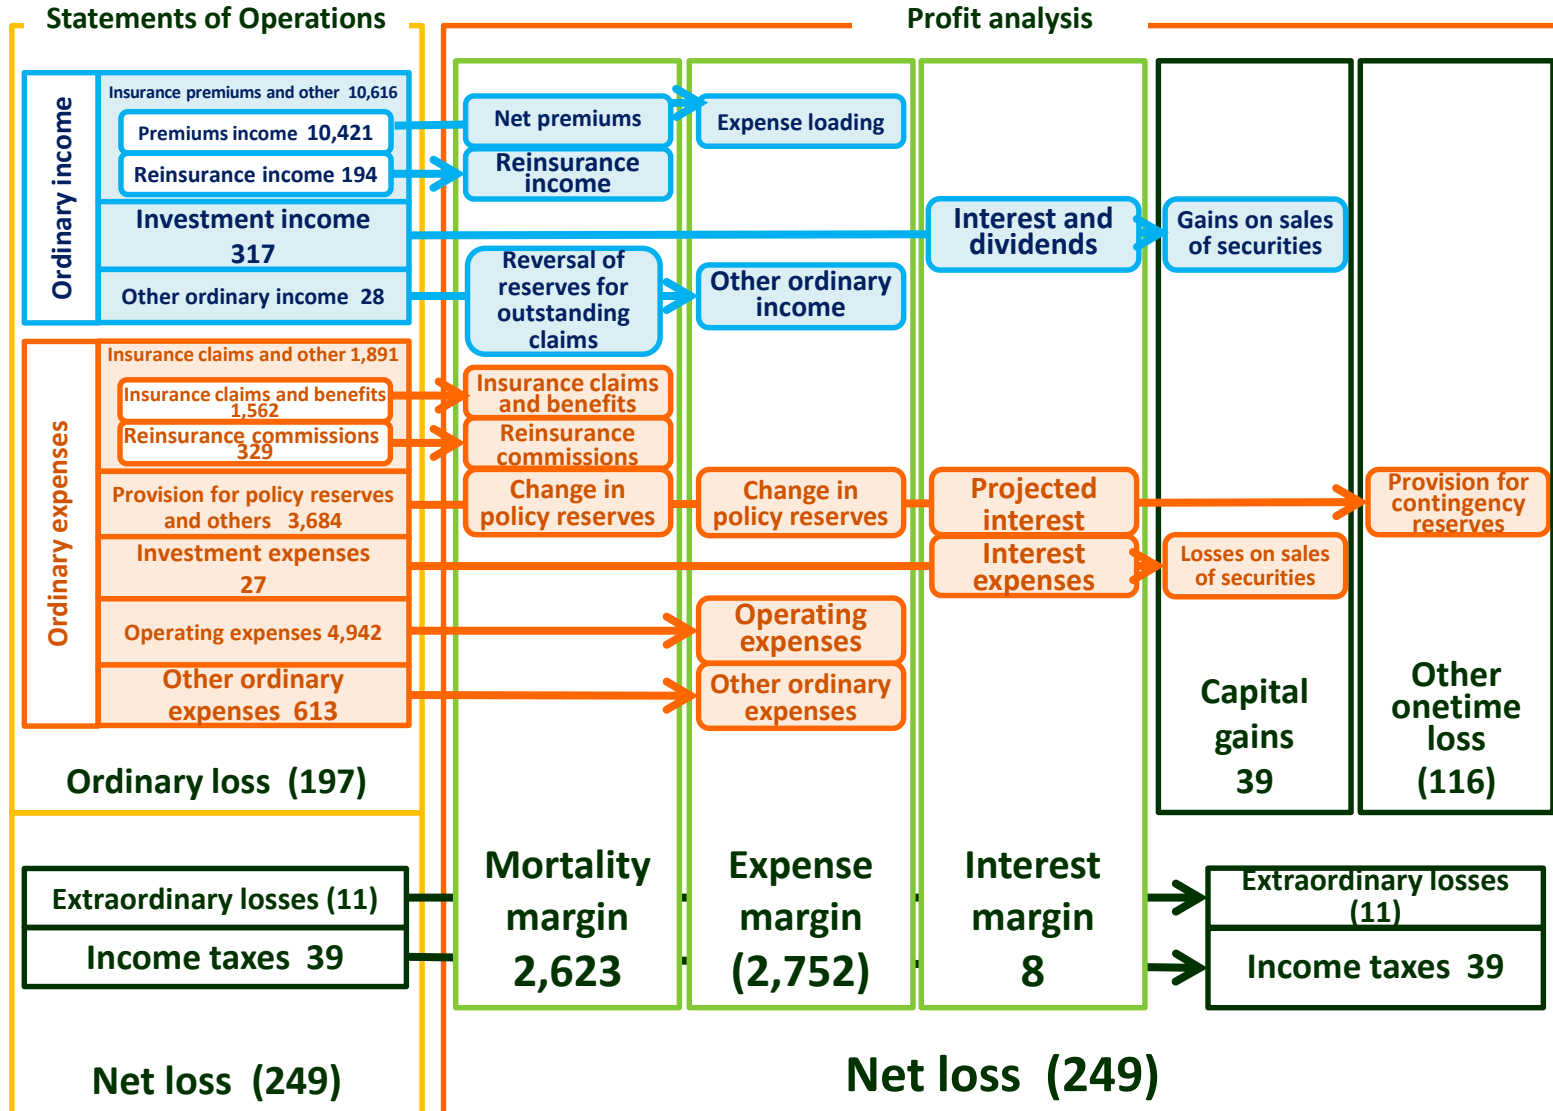 Statements of Operations
Profit analysis
Ordinary income
Insurance premiums and other 10,616
Premiums income 10,421
Reinsurance income 194
Investment income
317
Other ordinary income 28
Net premiums
Expense loading
Reinsurance
income
Interest and
dividends
Gains on sales
of securities
Reversal of
reserves for
outstanding
claims
Other ordinary
income
Ordinary expenses
Insurance claims and other 1,891
Insurance claims and benefits
1,562
Reinsurance commissions
329
Provision for policy reserves
and others 3,684
Investment expenses
27
Operating expenses 4,942
Other ordinary
expenses 613
Insurance claims
and benefits
Reinsurance
commissions
Change in
policy reserves
Change in
policy reserves
Projected
interest
Provision for
contingency
reserves
Interest
expenses
Losses on sales
of securities
Operating
expenses
Other ordinary
expenses
Ordinary loss (197)
Capital
gains
39
Other
onetime
loss
(116)
Mortality
margin
2,623
Expense
margin
(2,752)
Interest
margin
8
Extraordinary losses (11)
Income taxes 39
Extraordinary losses
(11)
Income taxes 39
Net loss (249)
Net loss (249)